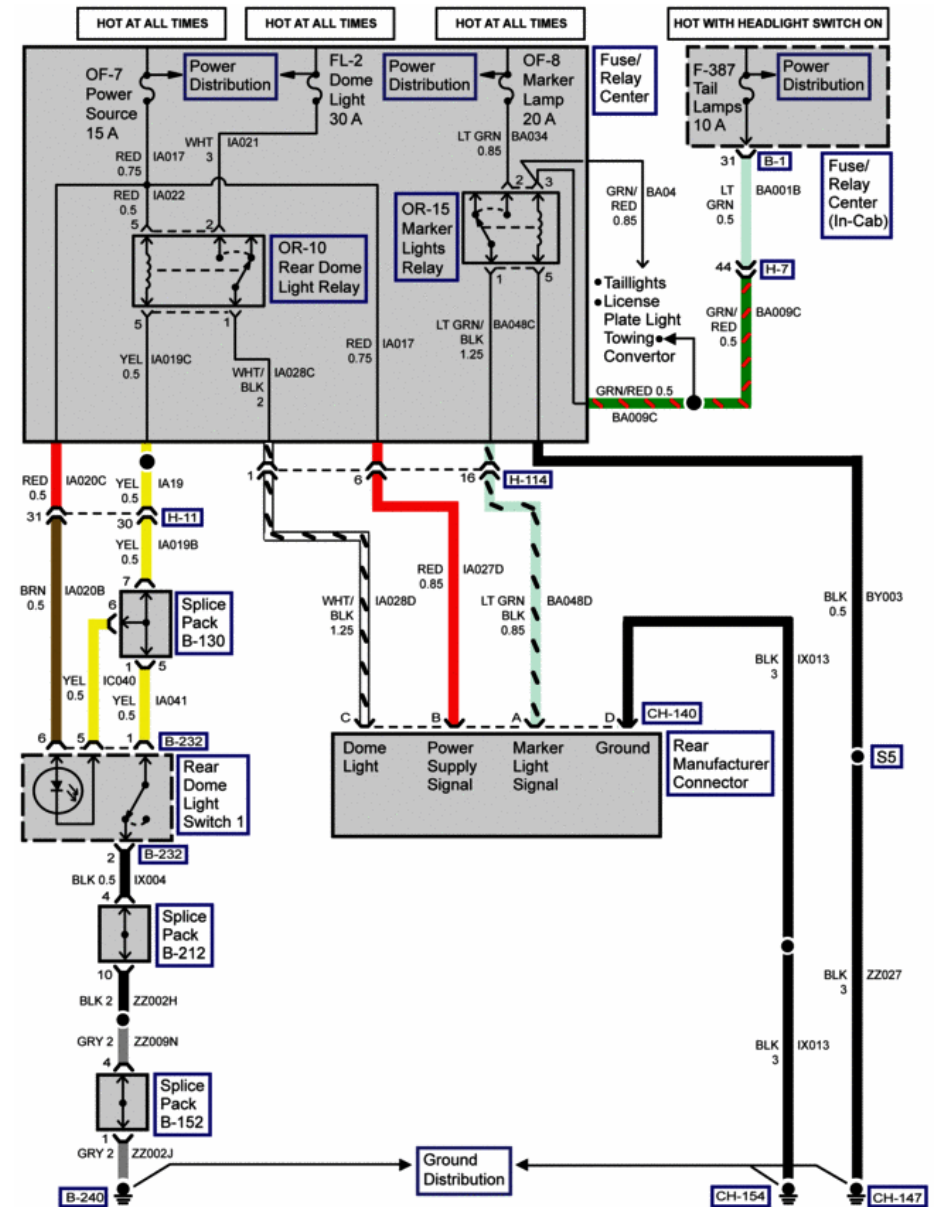 HOT AT ALL TIMES
HOT AT ALL TIMES
HOT AT ALL TIMES
HOT WITH HEADLIGHT SWITCH ON
OF-7
Power
Source
15 A
Power
Distribution
FL-2
Dome
Light
30 A
Power
Distribution
OF-8
Marker
Lamp
20 A
Fuse/
Relay
Center
F-387
Tail
Lamps
10 A
Power
Distribution
RED
0.75
IA017
WHT
3
IA021
LT GRN
0.85
BA034
31
B-1
Fuse/
Relay
Center
(In-Cab)
RED
0.5
IA022
5
2
OR-10
Rear Dome
Light Relay
5
1
OR-15
Marker
Lights
Relay
2
3
1
5
GRN/
RED
0.85
BA04
LT
GRN
0.5
BA001B
44
H-7
Taillights
License
Plate Light
Towing
Convertor
GRN/
RED
0.5
BA009C
YEL
0.5
IA019C
WHT/
BLK
2
IA028C
RED
0.75
IA017
LT GRN/
BLK
1.25
BA048C
GRN/RED 0.5
BA009C
RED
0.5
IA020C
YEL
0.5
IA19
1
6
16
H-114
31
30
H-11
YEL
0.5
IA019B
BRN
0.5
IA020B
7
6
Splice
Pack
B-130
1
5
YEL
0.5
IC040
YEL
0.5
IA041
WHT/
BLK
1.25
IA028D
RED
0.85
IA027D
LT GRN
BLK
0.85
BA048D
BLK
3
IX013
BLK
0.5
BY003
C
B
A
D
CH-140
Dome
Light
Power
Supply
Signal
Marker
Light
Signal
Ground
Rear
Manufacturer
Connector
S5
6
5
1
B-232
Rear
Dome
Light
Switch 1
2
B-232
BLK 0.5
IX004
4
Splice
Pack
B-212
10
BLK 2
ZZ002H
GRY 2
ZZ009N
4
Splice
Pack
B-152
1
GRY 2
ZZ002J
BLK
3
ZZ027
BLK
3
IX013
Ground
Distribution
B-240
CH-154
CH-147